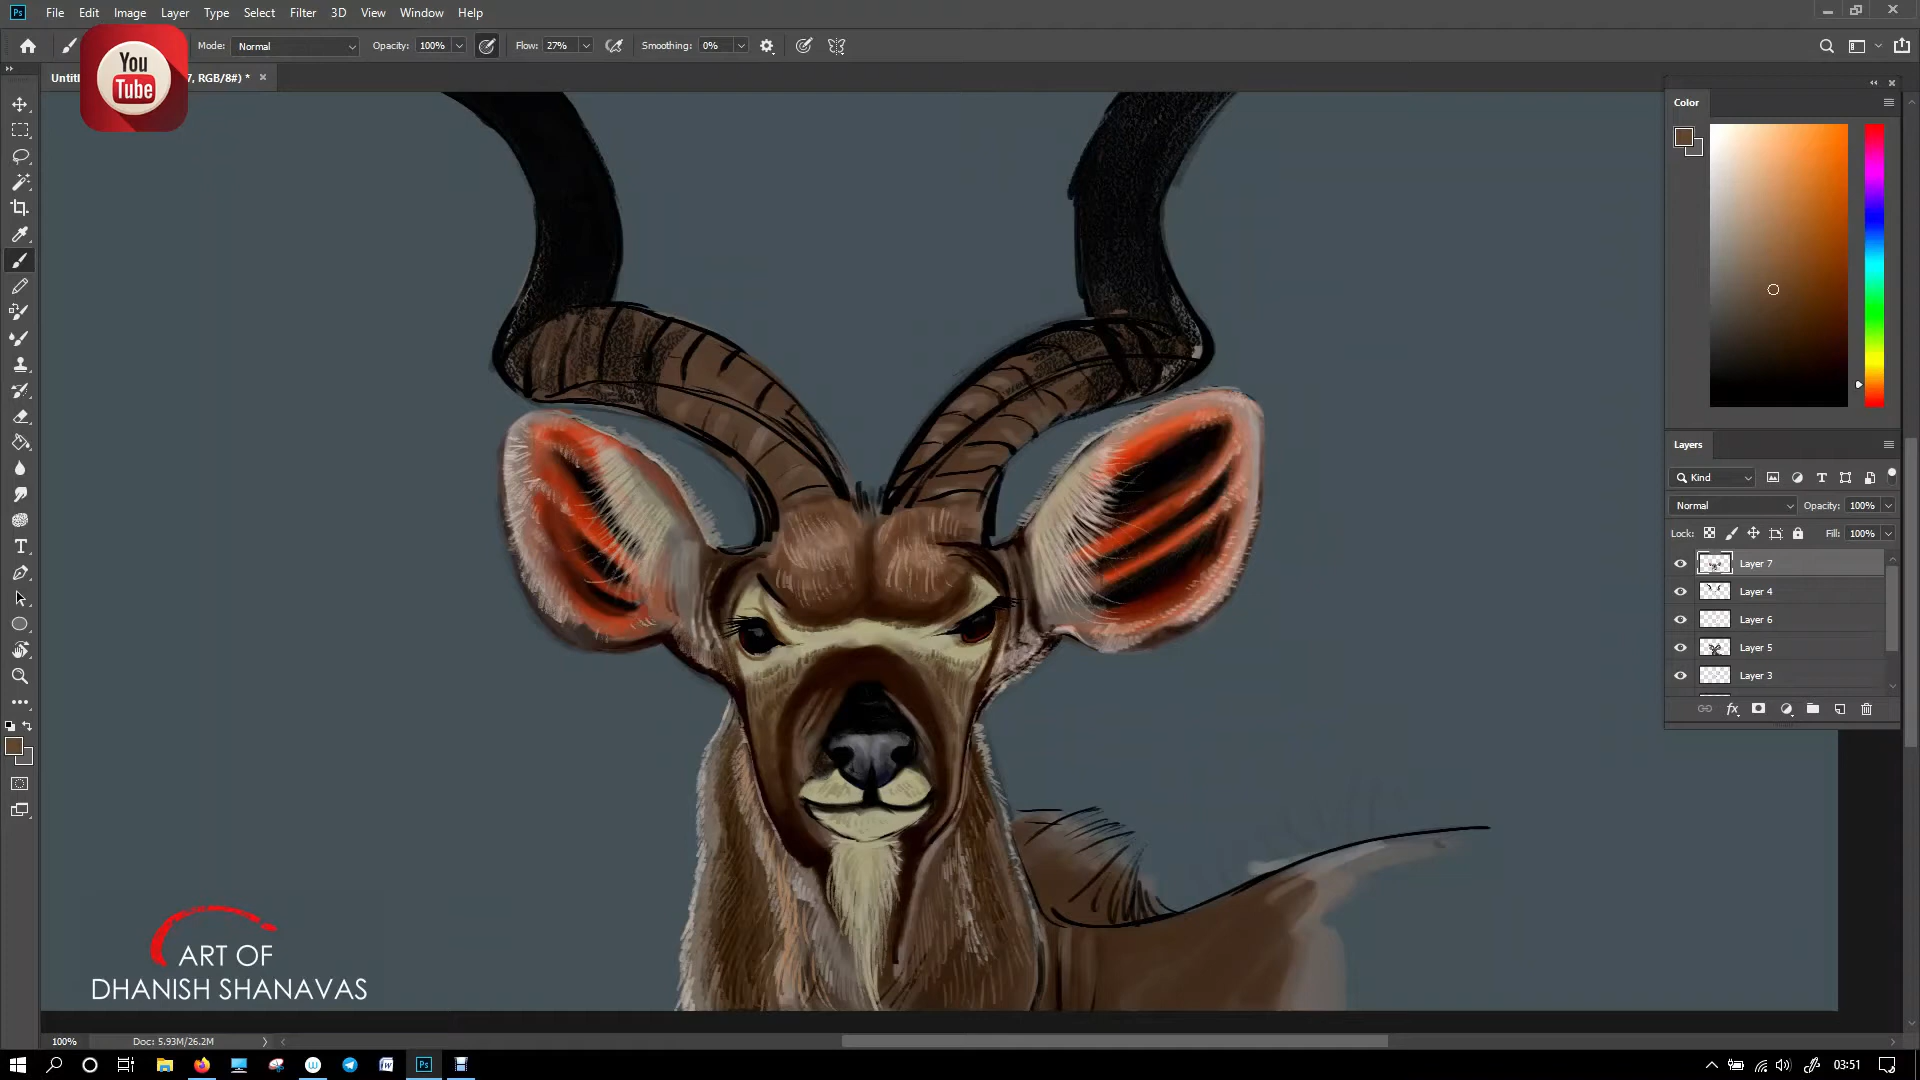 File Edit Image Layer Type Select Filter 3D View Window Help
Mode: Normal Opacity: 100% Flow: 27% Smoothing: 0%
You
Tube
7, RGB/8#) *
Color
Layers
Kind
Normal Opacity: 100%
Lock: Fill: 100%
Layer 7
Layer 4
Layer 6
Layer 5
Layer 3
ART OF
DHANISH SHANAVAS
100% Doc: 5.93M/26.2M
03:51